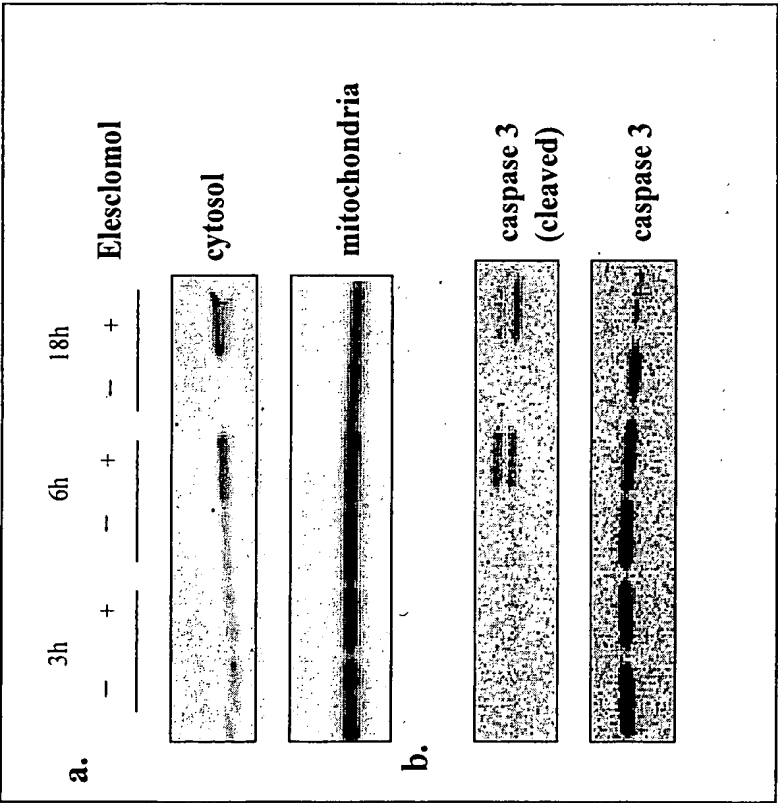 a.
3h 6h 18h
− + − + − + Elesclomol
cytosol
mitochondria
b.
caspase 3
(cleaved)
caspase 3